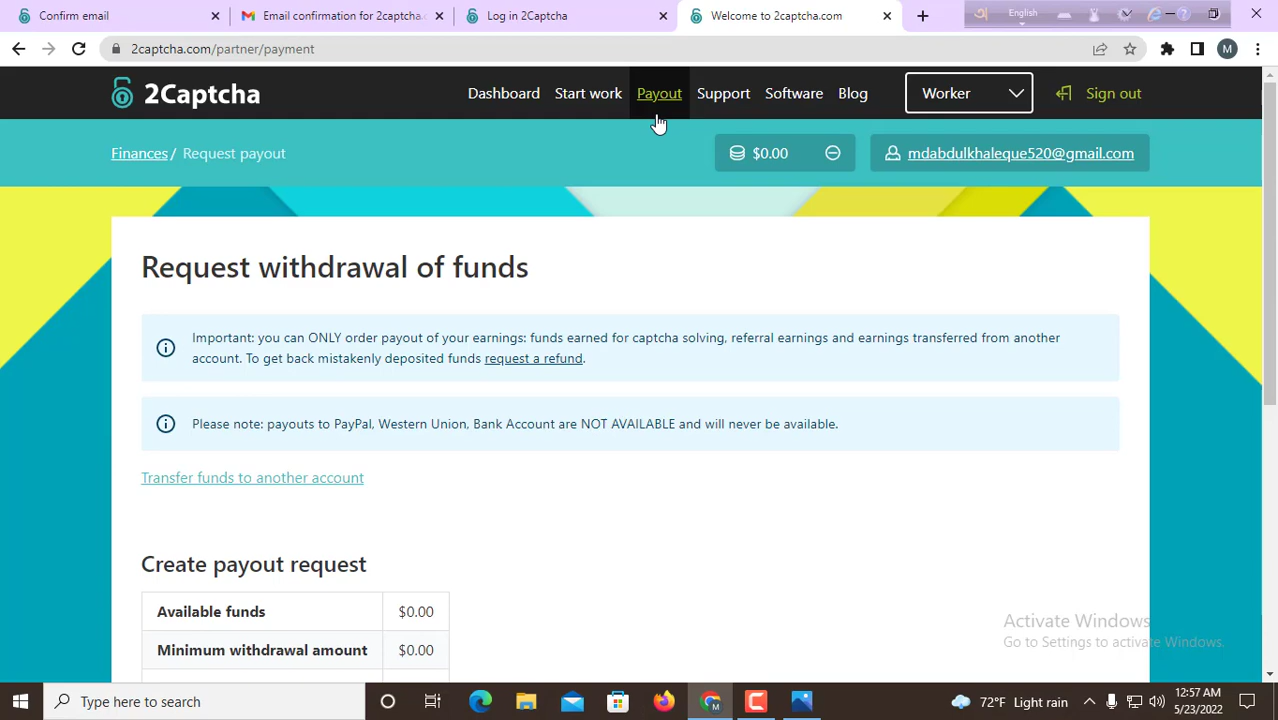 Confirm email
Email confirmation for 2captcha.c
Log in 2Captcha
Welcome to 2captcha.com
English
2captcha.com/partner/payment
M
2Captcha
Dashboard
Start work
Payout
Support
Software
Blog
Worker
Sign out
Finances/ Request payout
$0.00
mdabdulkhaleque520@gmail.com
Request withdrawal of funds
Important: you can ONLY order payout of your earnings: funds earned for captcha solving, referral earnings and earnings transferred from another
account. To get back mistakenly deposited funds request a refund.
Please note: payouts to PayPal, Western Union, Bank Account are NOT AVAILABLE and will never be available.
Transfer funds to another account
Create payout request
Available funds $0.00
Minimum withdrawal amount $0.00
Activate Windows
Go to Settings to activate Windows.
Type here to search
M
72°F Light rain
12:57 AM
5/23/2022